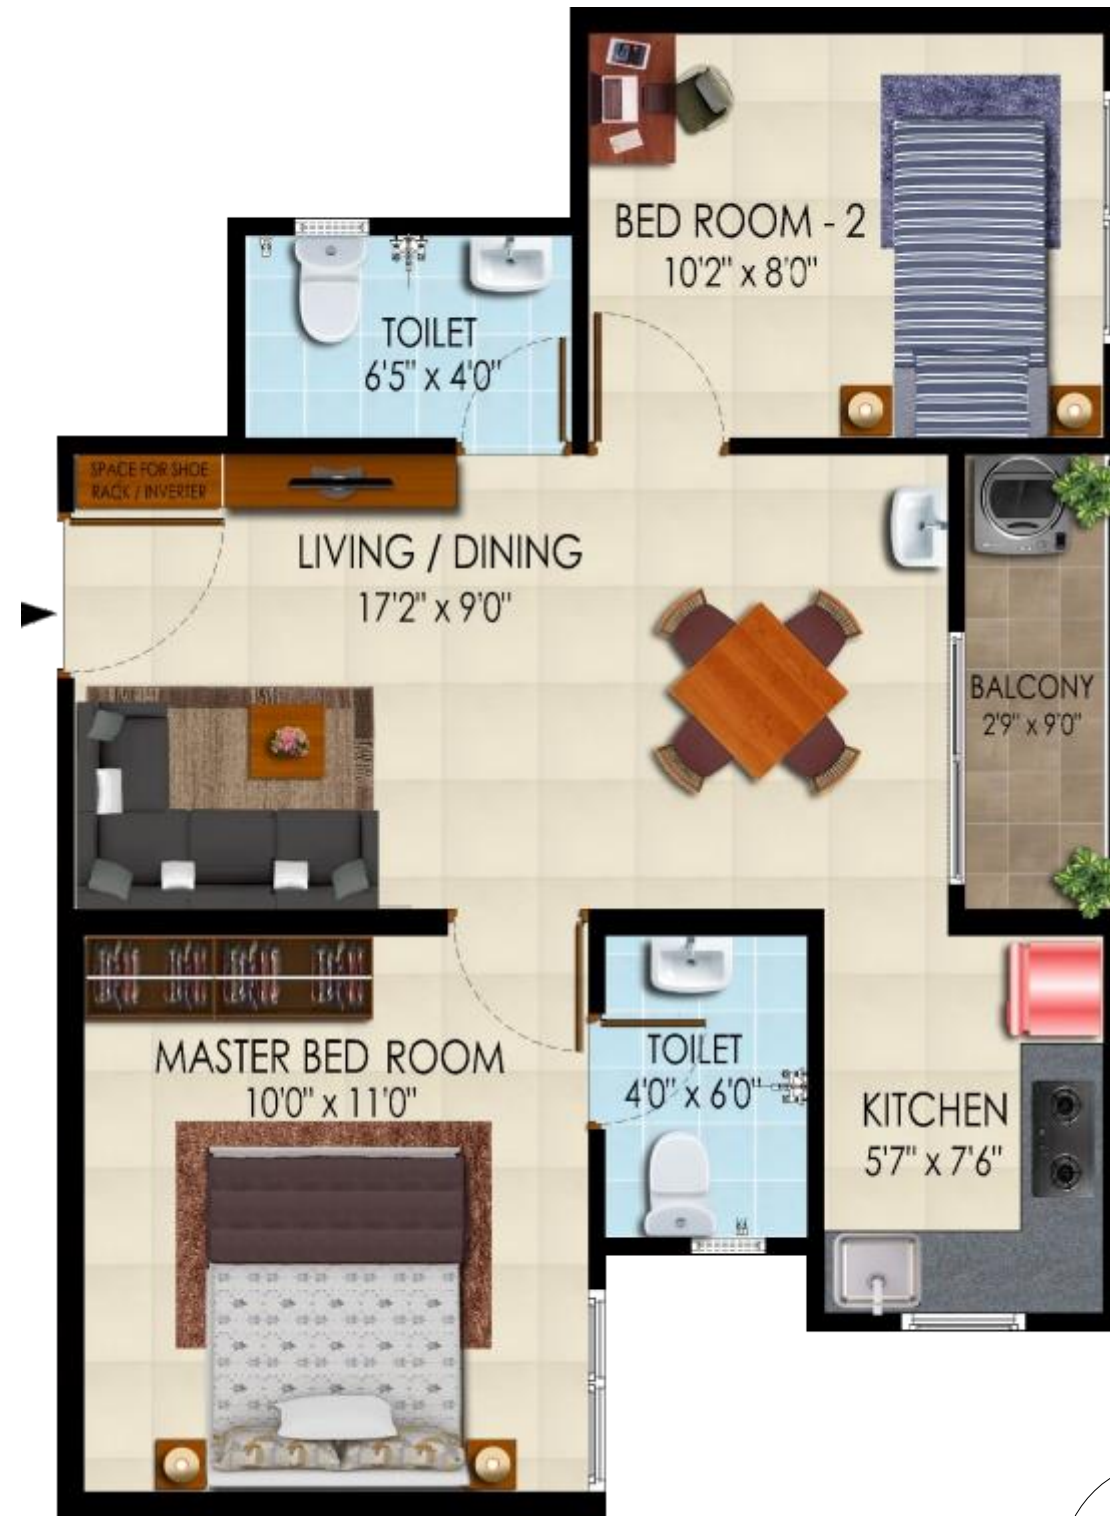 BED ROOM - 2
10'2" x 8'0"
TOILET
6'5" x 4'0"
SPACE FOR SHOE
RACK / INVERTER
LIVING / DINING
17'2" x 9'0"
BALCONY
2'9" x 9'0"
MASTER BED ROOM
10'0" x 11'0"
TOILET
4'0" x 6'0"
KITCHEN
5'7" x 7'6"